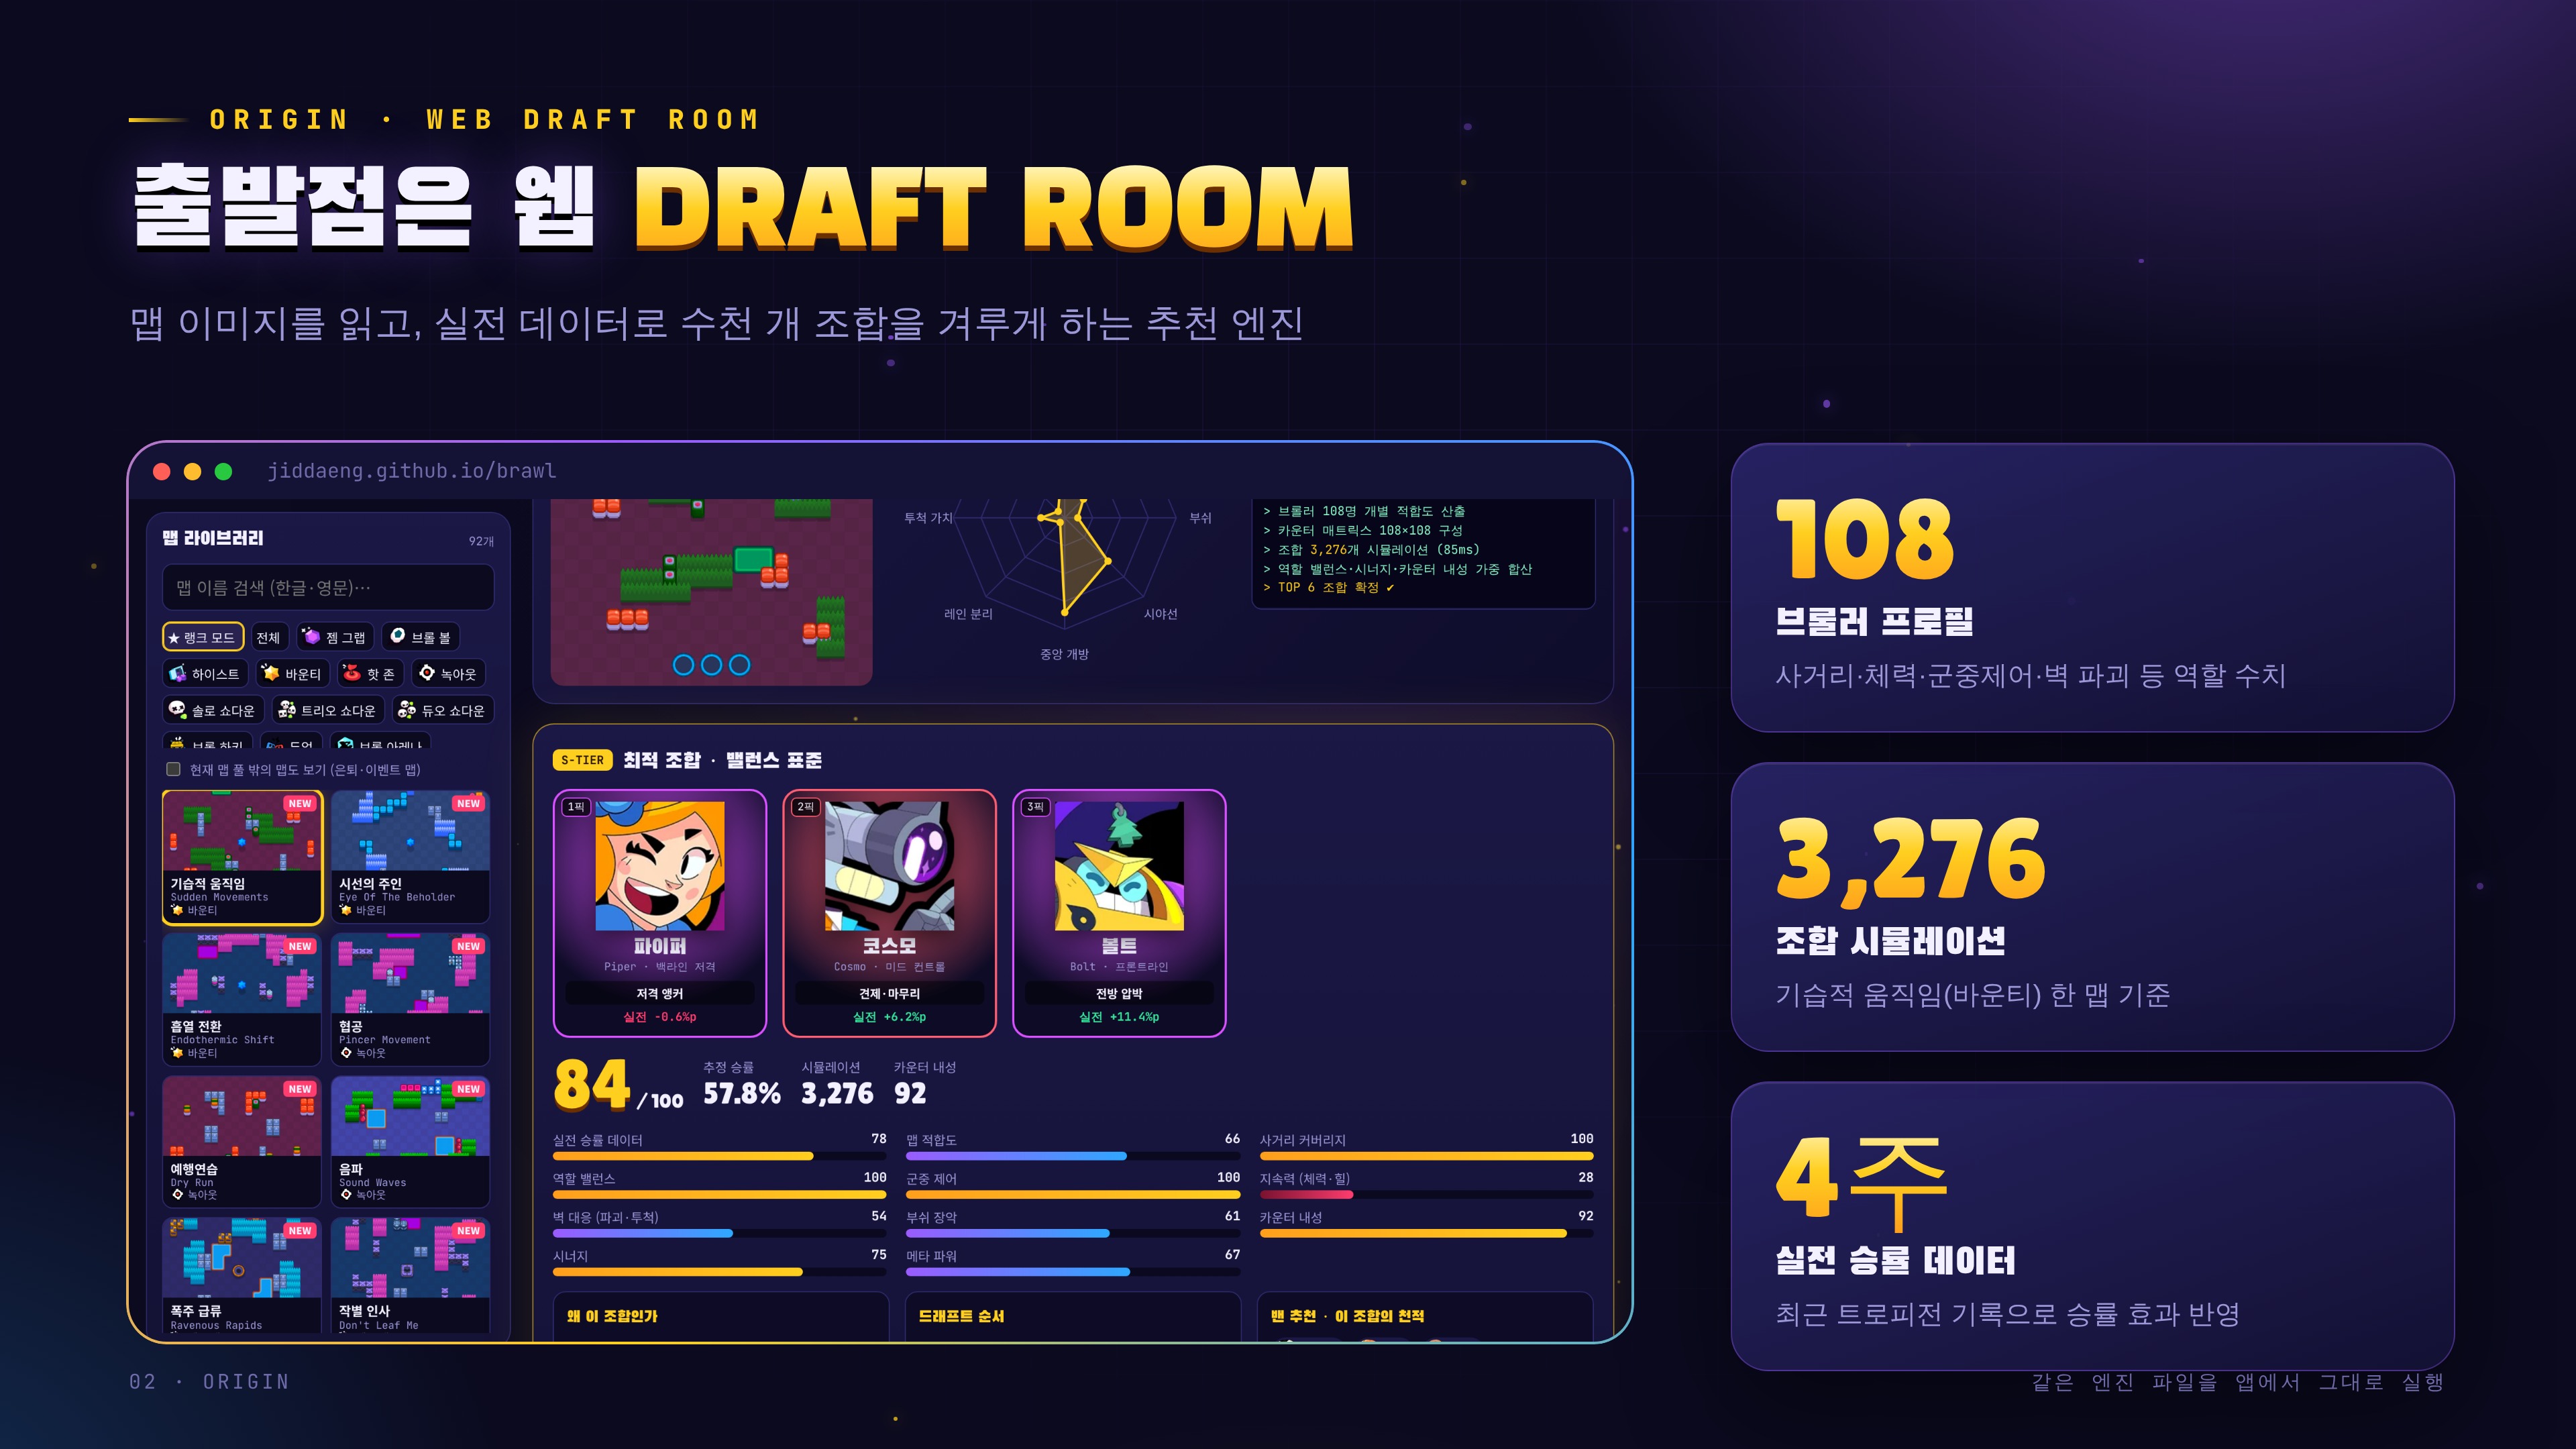 ORIGIN · WEB DRAFT ROOM
출발점은 웹 DRAFT ROOM
맵 이미지를 읽고, 실전 데이터로 수천 개 조합을 겨루게 하는 추천 엔진
jiddaeng.github.io/brawl
맵 라이브러리 92개
맵 이름 검색 (한글·영문)…
★ 랭크 모드 전체 젬 그랩 브롤 볼
하이스트 바운티 핫 존 녹아웃
솔로 쇼다운 트리오 쇼다운 듀오 쇼다운
브롤 하키 듀얼 브롤 아레나
현재 맵 풀 밖의 맵도 보기 (은퇴·이벤트 맵)
NEW NEW
기습적 움직임 시선의 주인
Sudden Movements Eye Of The Beholder
바운티 바운티
NEW NEW
흡열 전환 협공
Endothermic Shift Pincer Movement
바운티 녹아웃
NEW NEW
예행연습 음파
Dry Run Sound Waves
녹아웃 녹아웃
NEW NEW
폭주 급류 작별 인사
Ravenous Rapids Don't Leaf Me
투척 가치 부쉬
레인 분리 시야선
중앙 개방
> 브롤러 108명 개별 적합도 산출
> 카운터 매트릭스 108×108 구성
> 조합 3,276개 시뮬레이션 (85ms)
> 역할 밸런스·시너지·카운터 내성 가중 합산
> TOP 6 조합 확정 ✔
S-TIER 최적 조합 · 밸런스 표준
1픽 2픽 3픽
파이퍼 코스모 볼트
Piper · 백라인 저격 Cosmo · 미드 컨트롤 Bolt · 프론트라인
저격 앵커 견제·마무리 전방 압박
실전 -0.6%p 실전 +6.2%p 실전 +11.4%p
추정 승률 시뮬레이션 카운터 내성
84/100 57.8% 3,276 92
실전 승률 데이터 78 맵 적합도 66 사거리 커버리지 100
역할 밸런스 100 군중 제어 100 지속력 (체력·힐) 28
벽 대응 (파괴·투척) 54 부쉬 장악 61 카운터 내성 92
시너지 75 메타 파워 67
왜 이 조합인가 드래프트 순서 밴 추천 · 이 조합의 천적
108
브롤러 프로필
사거리·체력·군중제어·벽 파괴 등 역할 수치
3,276
조합 시뮬레이션
기습적 움직임(바운티) 한 맵 기준
4주
실전 승률 데이터
최근 트로피전 기록으로 승률 효과 반영
02 · ORIGIN
같은 엔진 파일을 앱에서 그대로 실행